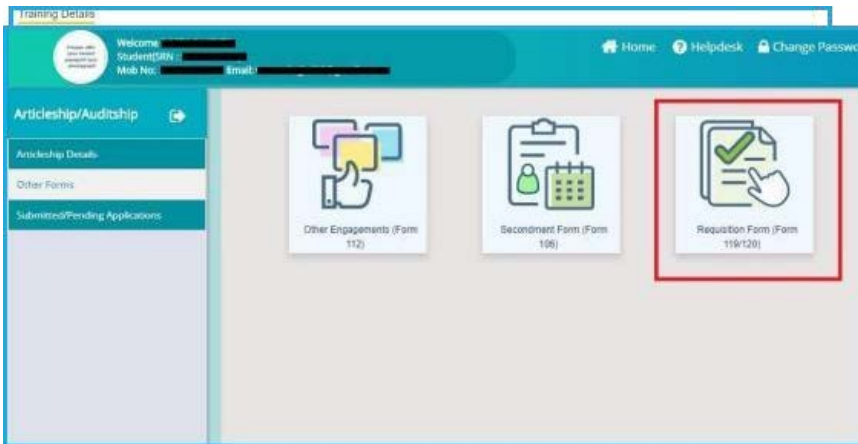 Training Details
Welcome
Student(SRN :
Mob No: Email:
Home Helpdesk Change Passwo
Articleship/Auditship
Articleship Details
Other Forms
Submitted/Pending Applications
Other Engagements (Form
112)
Secondment Form (Form
106)
Requisition Form (Form
119/120)